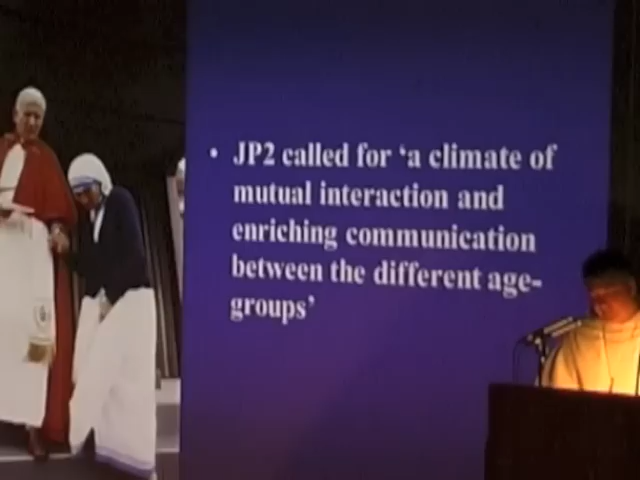 • JP2 called for ‘a climate of
mutual interaction and
enriching communication
between the different age-
groups’